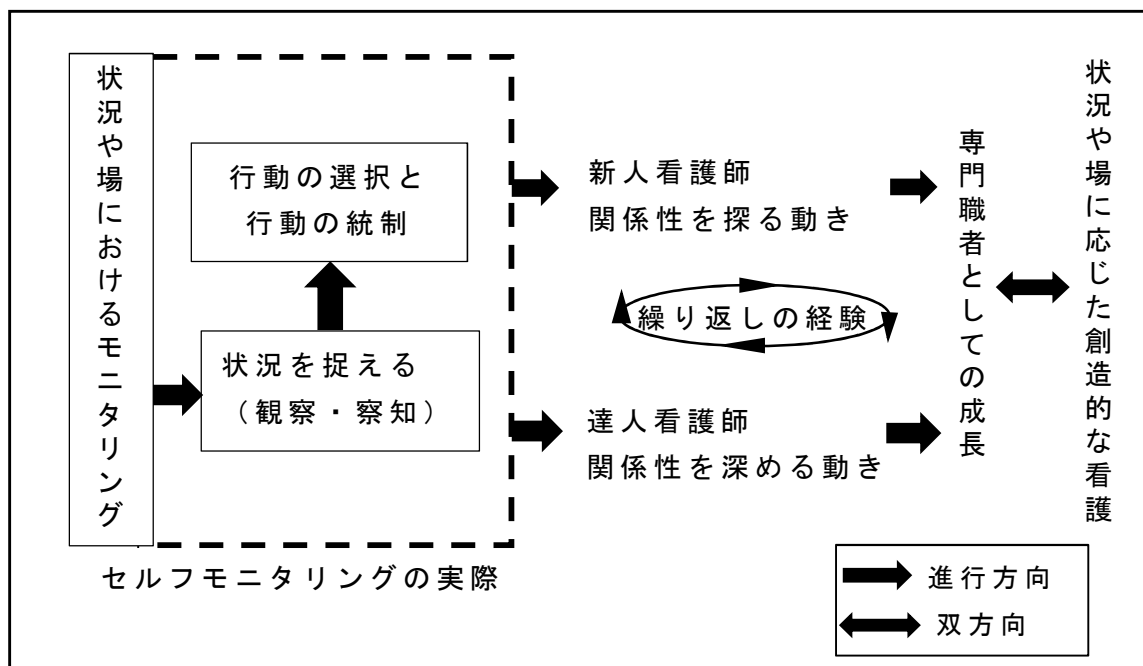 状況や場におけるモニタリング
行動の選択と
行動の統制
状況を捉える
（観察・察知）
セルフモニタリングの実際
新人看護師
関係性を探る動き
繰り返しの経験
達人看護師
関係性を深める動き
専門職者としての成長
状況や場に応じた創造的な看護
進行方向
双方向